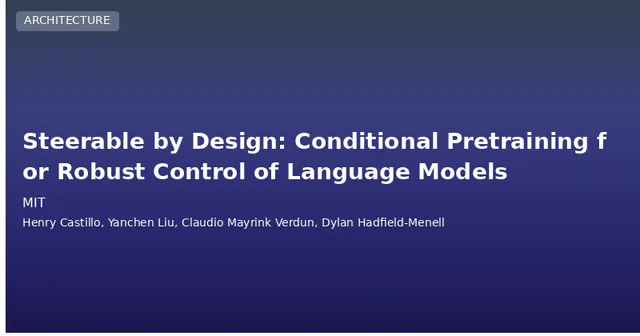 ARCHITECTURE
Steerable by Design: Conditional Pretraining f
or Robust Control of Language Models
MIT
Henry Castillo, Yanchen Liu, Claudio Mayrink Verdun, Dylan Hadfield-Menell